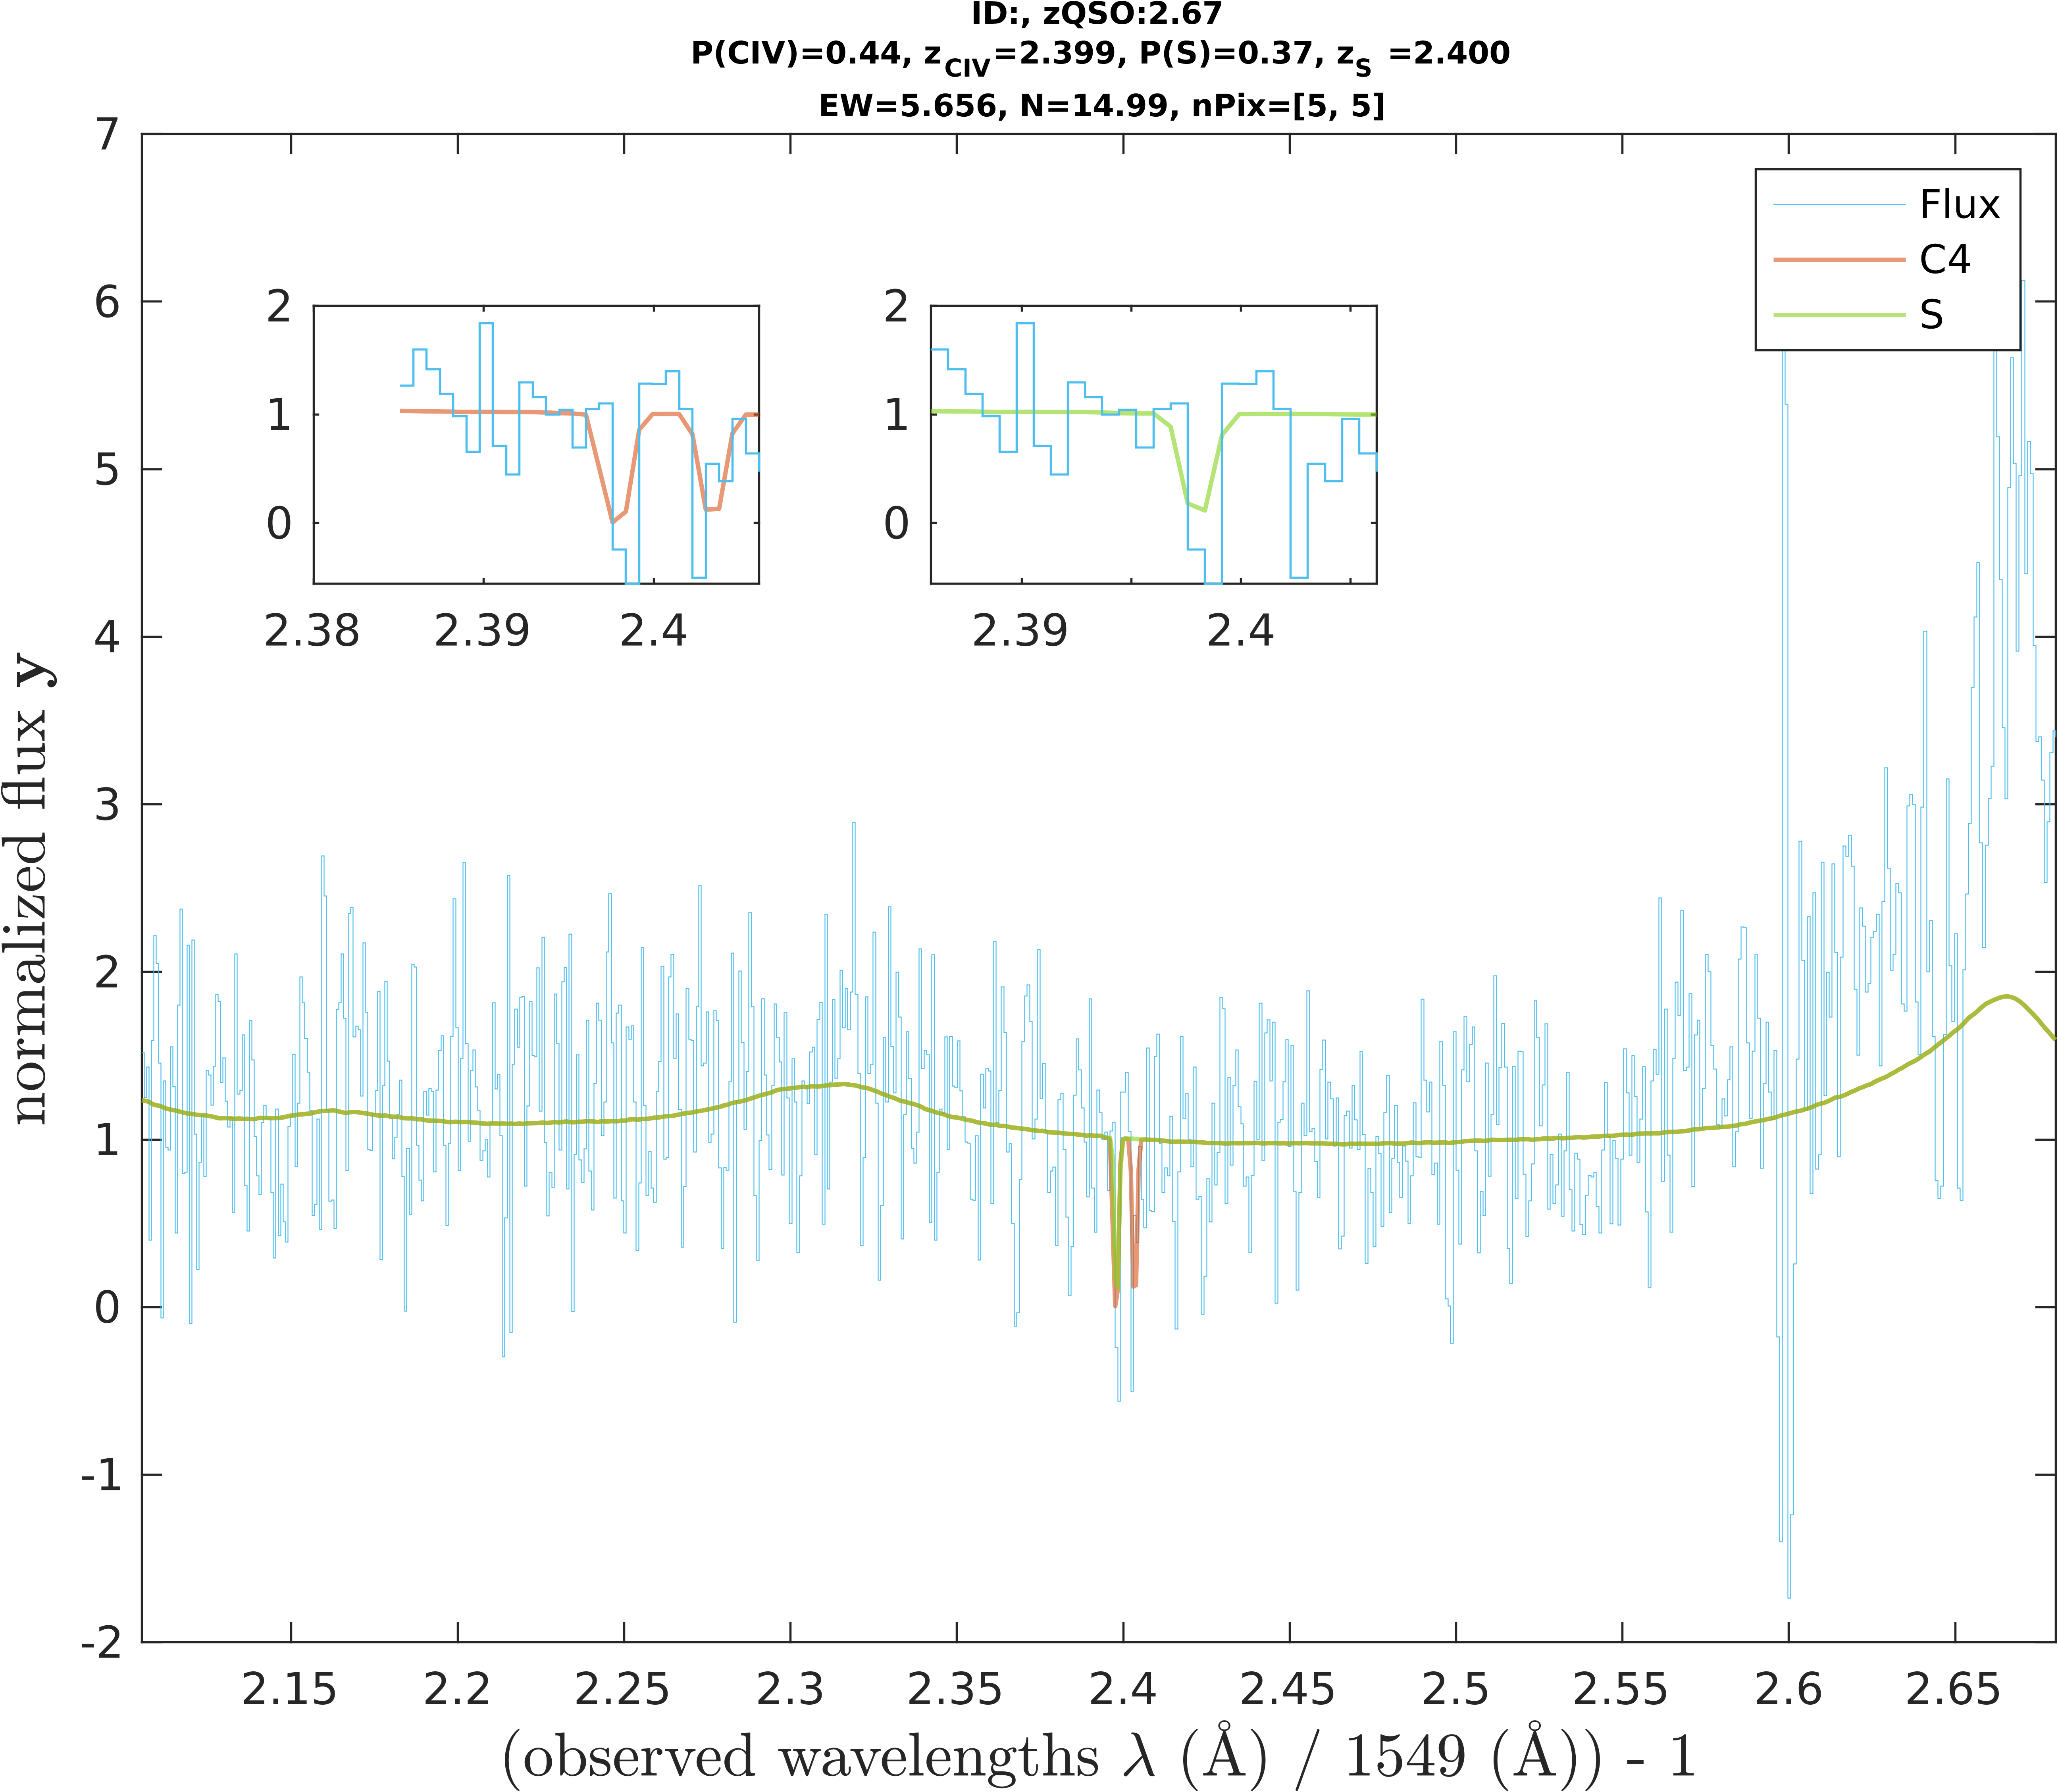 ID:, zQSO:2.67
P(CIV)=0.44, zCIV=2.399, P(S)=0.37, zS =2.400
EW=5.656, N=14.99, nPix=[5, 5]
7
6
5
4
3
2
1
0
-1
-2
normalized flux y
Flux
C4
S
2
1
0
2.38 2.39 2.4
2
1
0
2.39 2.4
2.15 2.2 2.25 2.3 2.35 2.4 2.45 2.5 2.55 2.6 2.65
(observed wavelengths λ (Å) / 1549 (Å)) - 1